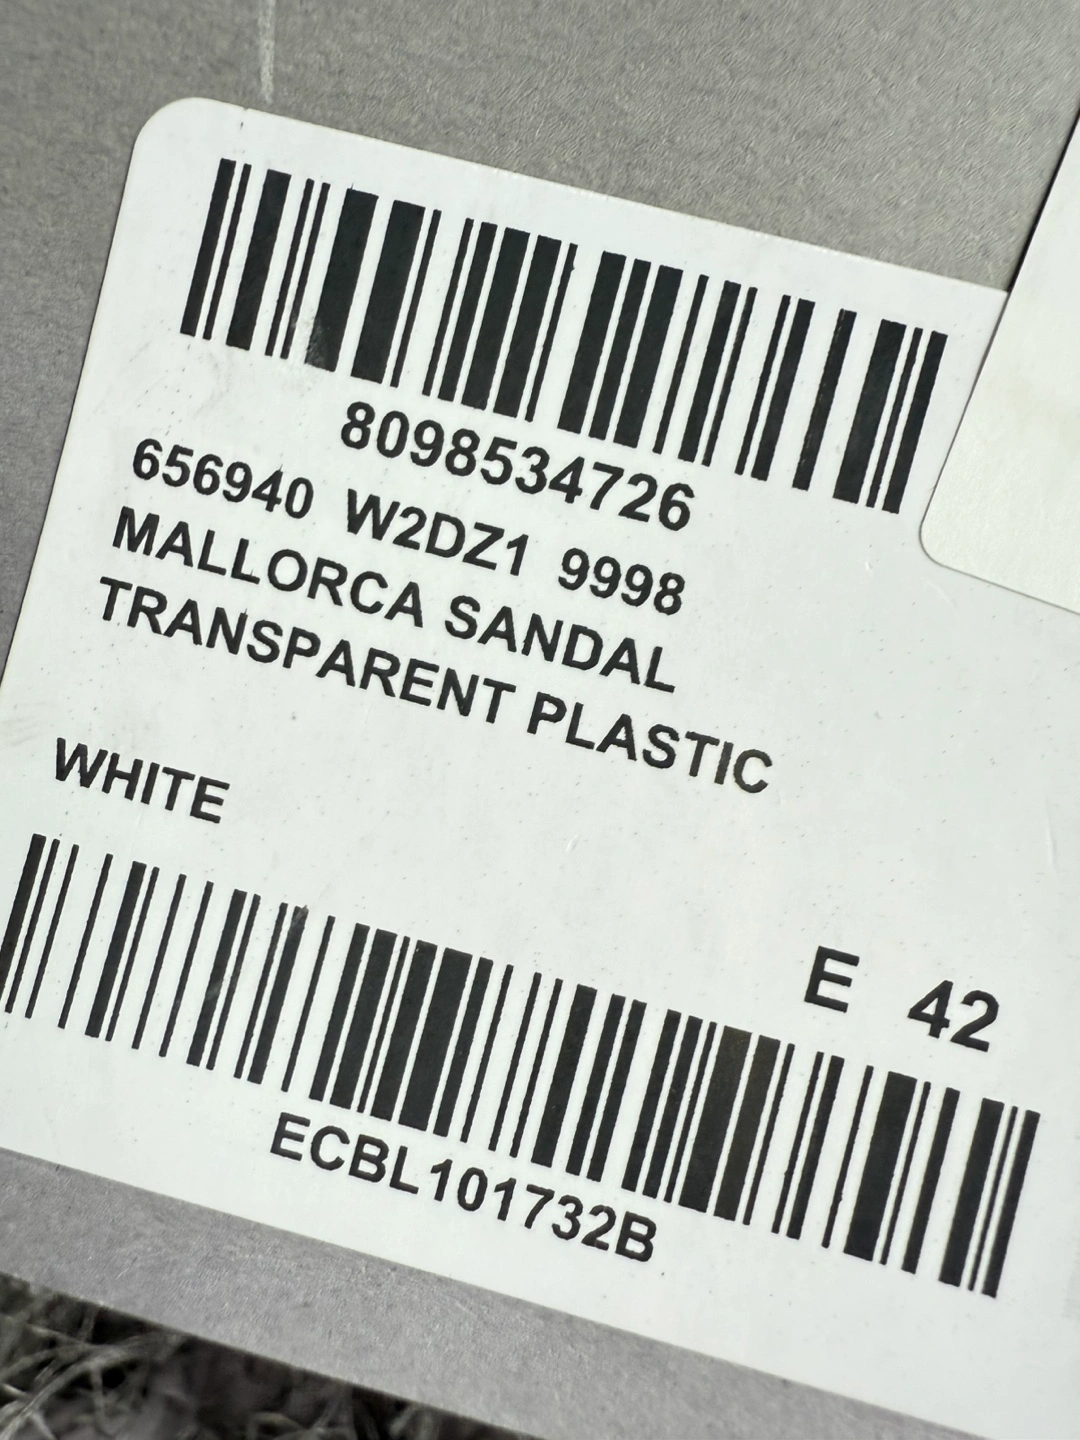 8098534726
656940 W2DZ1 9998
MALLORCA SANDAL
TRANSPARENT PLASTIC
WHITE
E 42
ECBL101732B